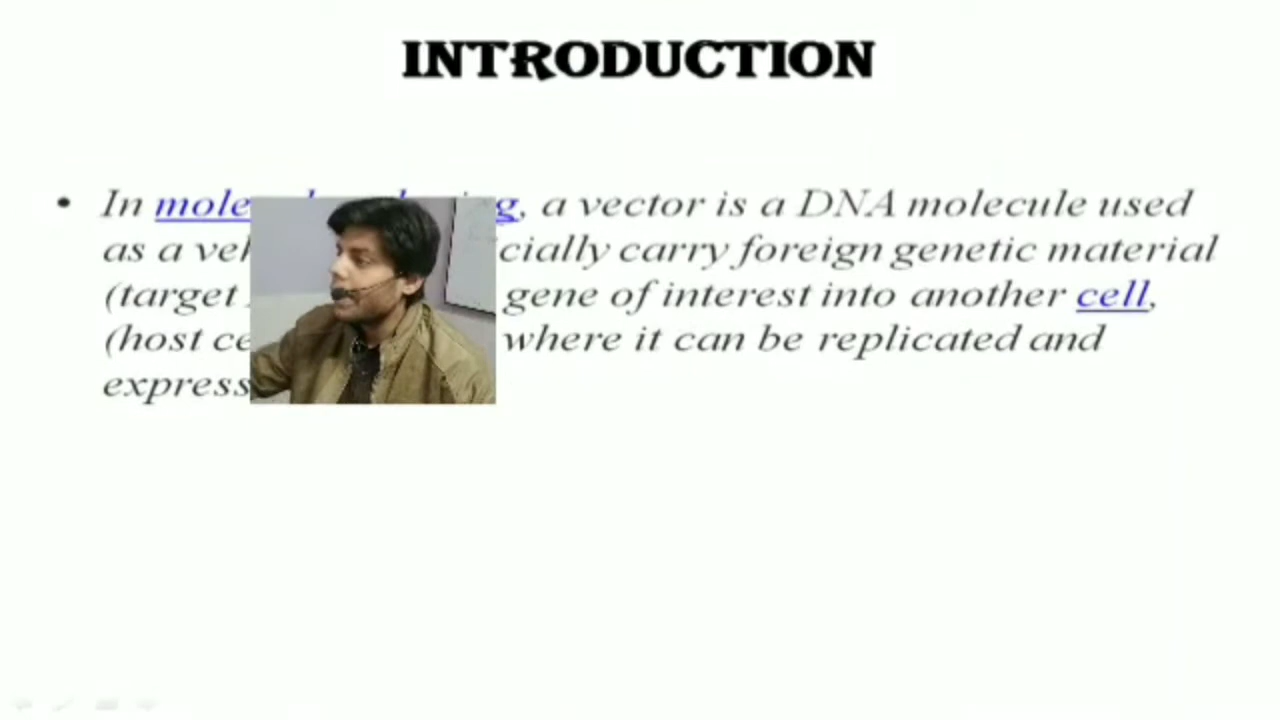 INTRODUCTION
• In mole g, a vector is a DNA molecule used
as a veh cially carry foreign genetic material
(target gene of interest into another cell,
(host ce where it can be replicated and
express